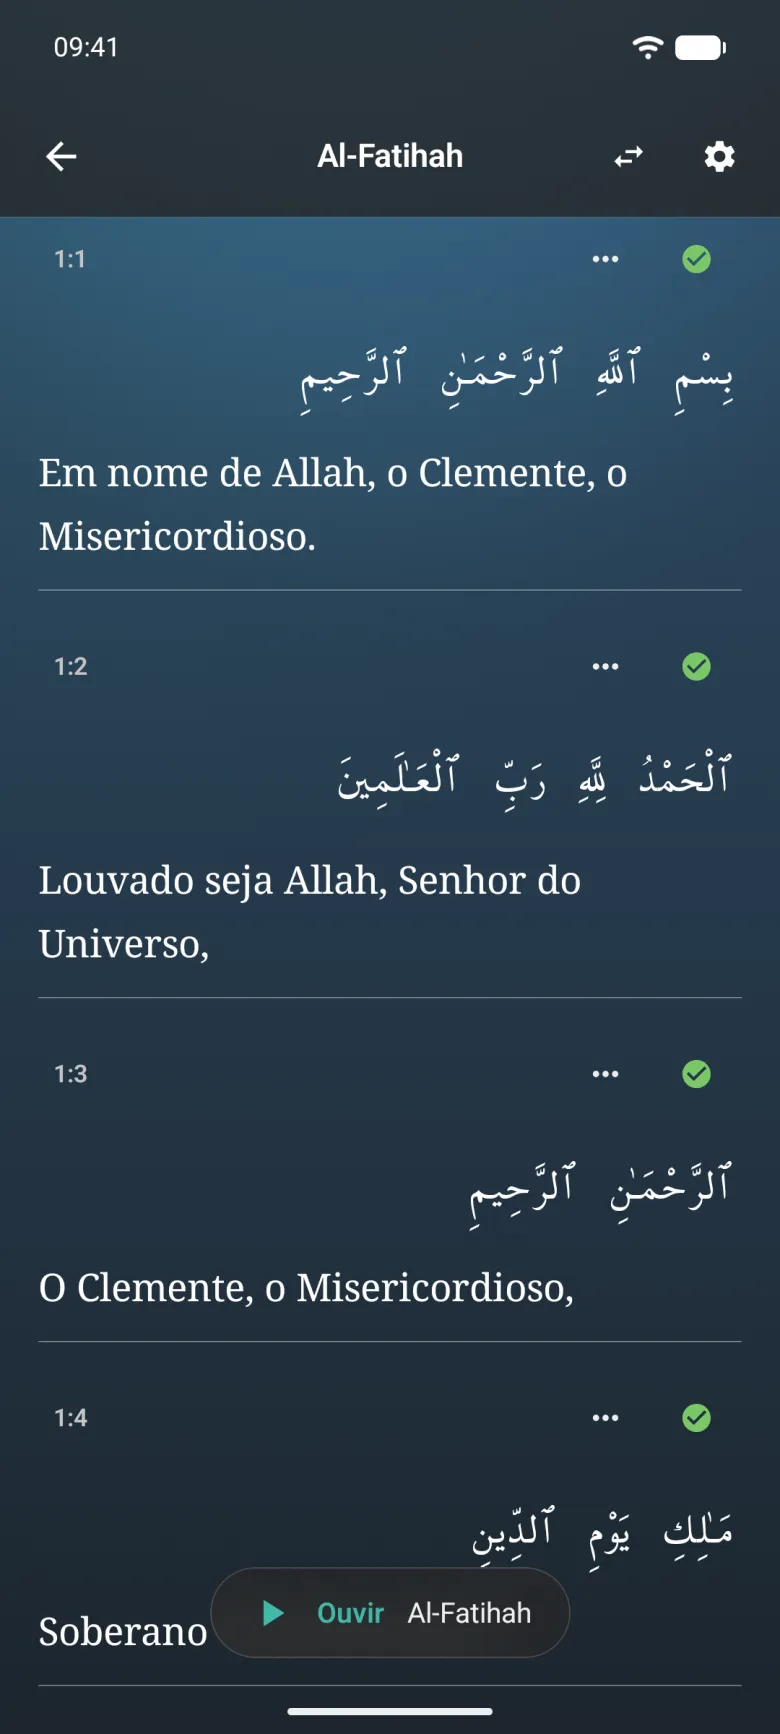 09:41
Al-Fatihah
1:1
بِسْمِ ٱللَّهِ ٱلرَّحْمَـٰنِ ٱلرَّحِيمِ
Em nome de Allah, o Clemente, o
Misericordioso.
1:2
ٱلْحَمْدُ لِلَّهِ رَبِّ ٱلْعَـٰلَمِينَ
Louvado seja Allah, Senhor do
Universo,
1:3
ٱلرَّحْمَـٰنِ ٱلرَّحِيمِ
O Clemente, o Misericordioso,
1:4
مَـٰلِكِ يَوْمِ ٱلدِّينِ
Soberano
Ouvir Al-Fatihah